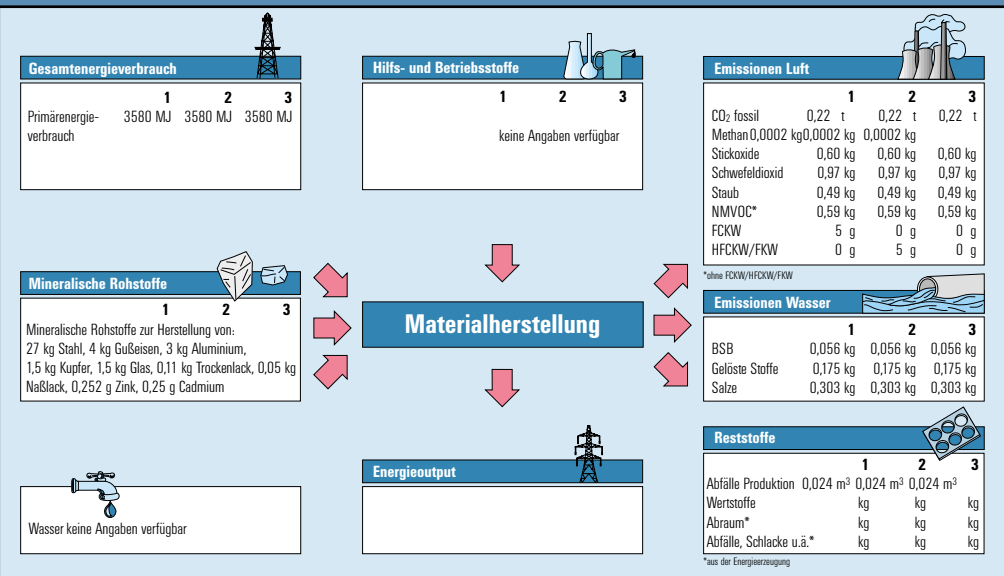 Gesamtenergieverbrauch
1 2 3
Primärenergie- 3580 MJ 3580 MJ 3580 MJ
verbrauch
Hilfs- und Betriebsstoffe
1 2 3
keine Angaben verfügbar
Emissionen Luft
1 2 3
CO₂ fossil 0,22 t 0,22 t 0,22 t
Methan 0,0002 kg 0,0002 kg 0,0002 kg
Stickoxide 0,60 kg 0,60 kg 0,60 kg
Schwefeldioxid 0,97 kg 0,97 kg 0,97 kg
Staub 0,49 kg 0,49 kg 0,49 kg
NMVOC* 0,59 kg 0,59 kg 0,59 kg
FCKW 5 g 0 g 0 g
HFCKW/FKW 0 g 5 g 0 g
*ohne FCKW/HFCKW/FKW
Mineralische Rohstoffe
1 2 3
Mineralische Rohstoffe zur Herstellung von:
27 kg Stahl, 4 kg Gußeisen, 3 kg Aluminium,
1,5 kg Kupfer, 1,5 kg Glas, 0,11 kg Trockenlack, 0,05 kg
Naßlack, 0,252 g Zink, 0,25 g Cadmium
Materialherstellung
Emissionen Wasser
1 2 3
BSB 0,056 kg 0,056 kg 0,056 kg
Gelöste Stoffe 0,175 kg 0,175 kg 0,175 kg
Salze 0,303 kg 0,303 kg 0,303 kg
Wasser keine Angaben verfügbar
Energieoutput
Reststoffe
1 2 3
Abfälle Produktion 0,024 m³ 0,024 m³ 0,024 m³
Wertstoffe kg kg kg
Abraum* kg kg kg
Abfälle, Schlacke u.ä.* kg kg kg
*aus der Energieerzeugung